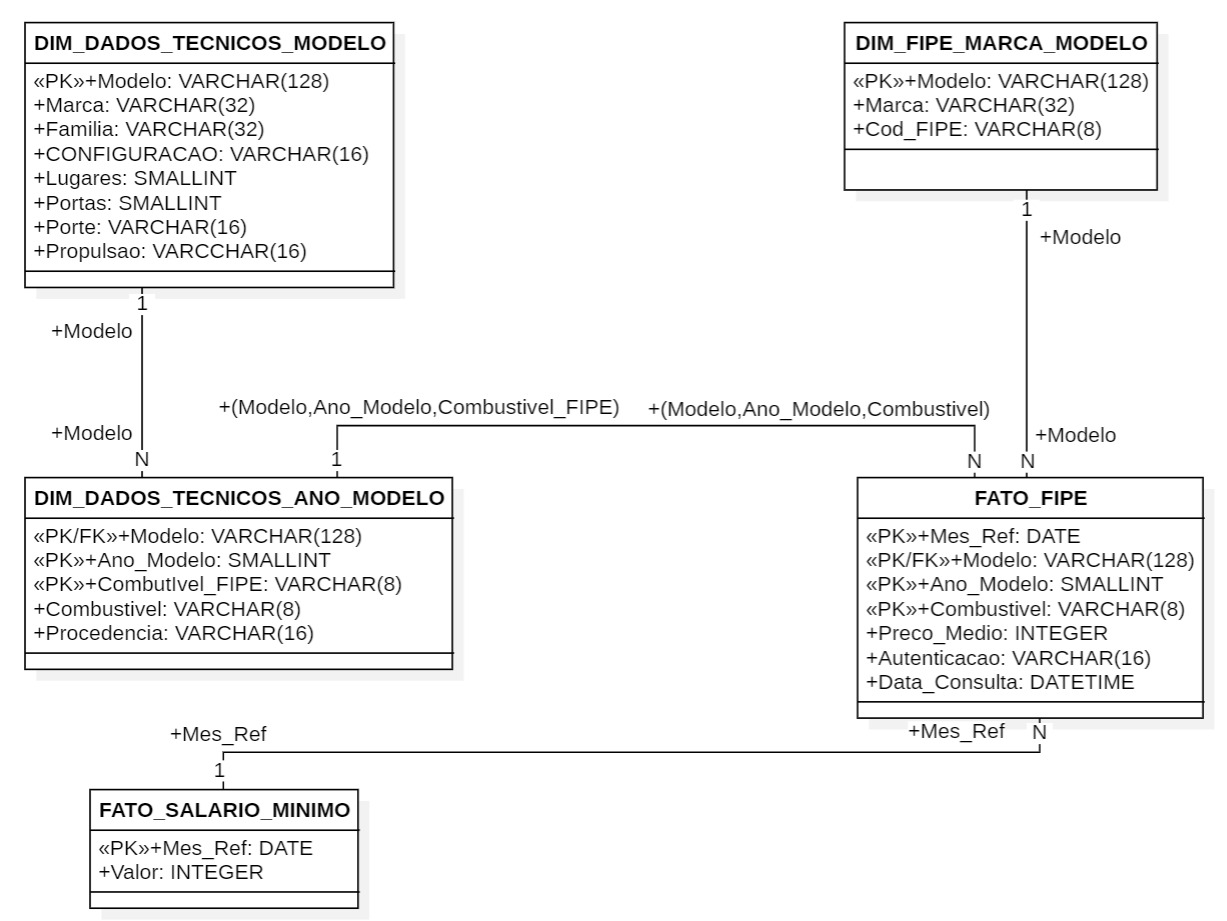 DIM_DADOS_TECNICOS_MODELO
«PK»+Modelo: VARCHAR(128)
+Marca: VARCHAR(32)
+Familia: VARCHAR(32)
+CONFIGURACAO: VARCHAR(16)
+Lugares: SMALLINT
+Portas: SMALLINT
+Porte: VARCHAR(16)
+Propulsao: VARCCHAR(16)
DIM_FIPE_MARCA_MODELO
«PK»+Modelo: VARCHAR(128)
+Marca: VARCHAR(32)
+Cod_FIPE: VARCHAR(8)
1
+Modelo
1
+Modelo
+(Modelo,Ano_Modelo,Combustivel_FIPE)
+(Modelo,Ano_Modelo,Combustivel)
+Modelo
N
1
N
N
+Modelo
DIM_DADOS_TECNICOS_ANO_MODELO
«PK/FK»+Modelo: VARCHAR(128)
«PK»+Ano_Modelo: SMALLINT
«PK»+CombutIvel_FIPE: VARCHAR(8)
+Combustivel: VARCHAR(8)
+Procedencia: VARCHAR(16)
FATO_FIPE
«PK»+Mes_Ref: DATE
«PK/FK»+Modelo: VARCHAR(128)
«PK»+Ano_Modelo: SMALLINT
«PK»+Combustivel: VARCHAR(8)
+Preco_Medio: INTEGER
+Autenticacao: VARCHAR(16)
+Data_Consulta: DATETIME
+Mes_Ref
N
+Mes_Ref
1
FATO_SALARIO_MINIMO
«PK»+Mes_Ref: DATE
+Valor: INTEGER